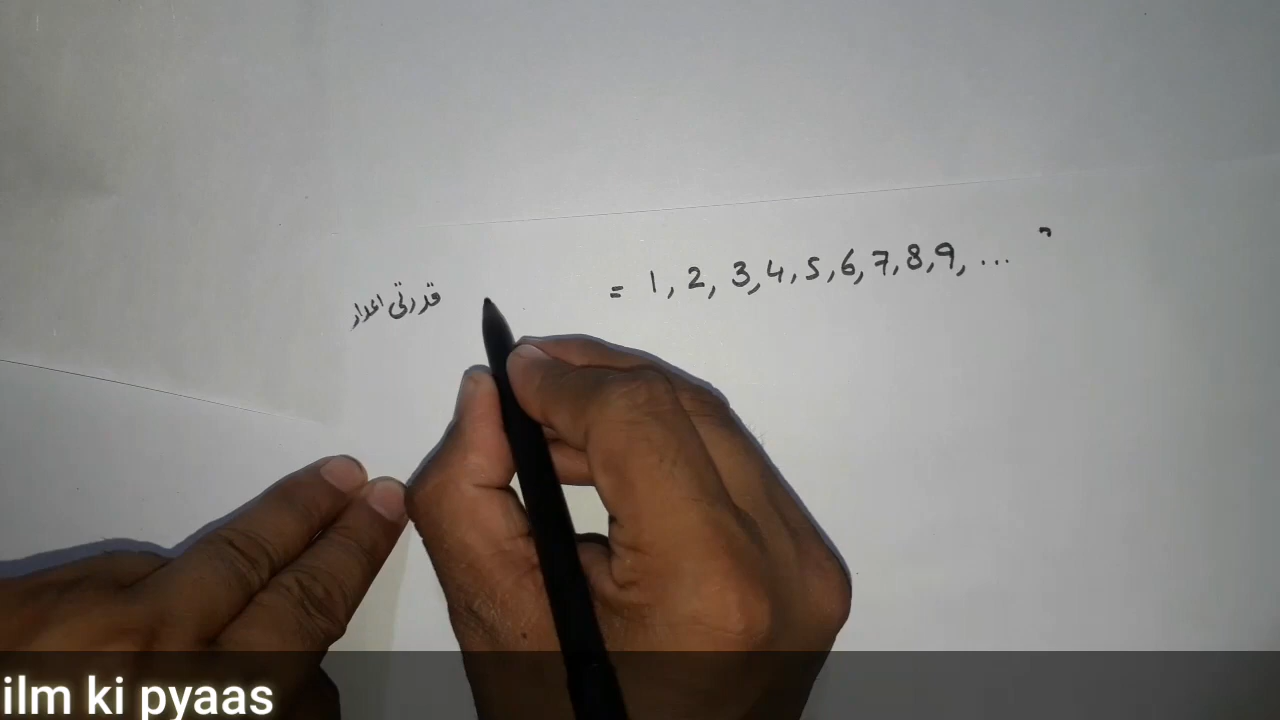 قدرتی اعداد = 1, 2, 3, 4, 5, 6, 7, 8, 9, ...
ilm ki pyaas